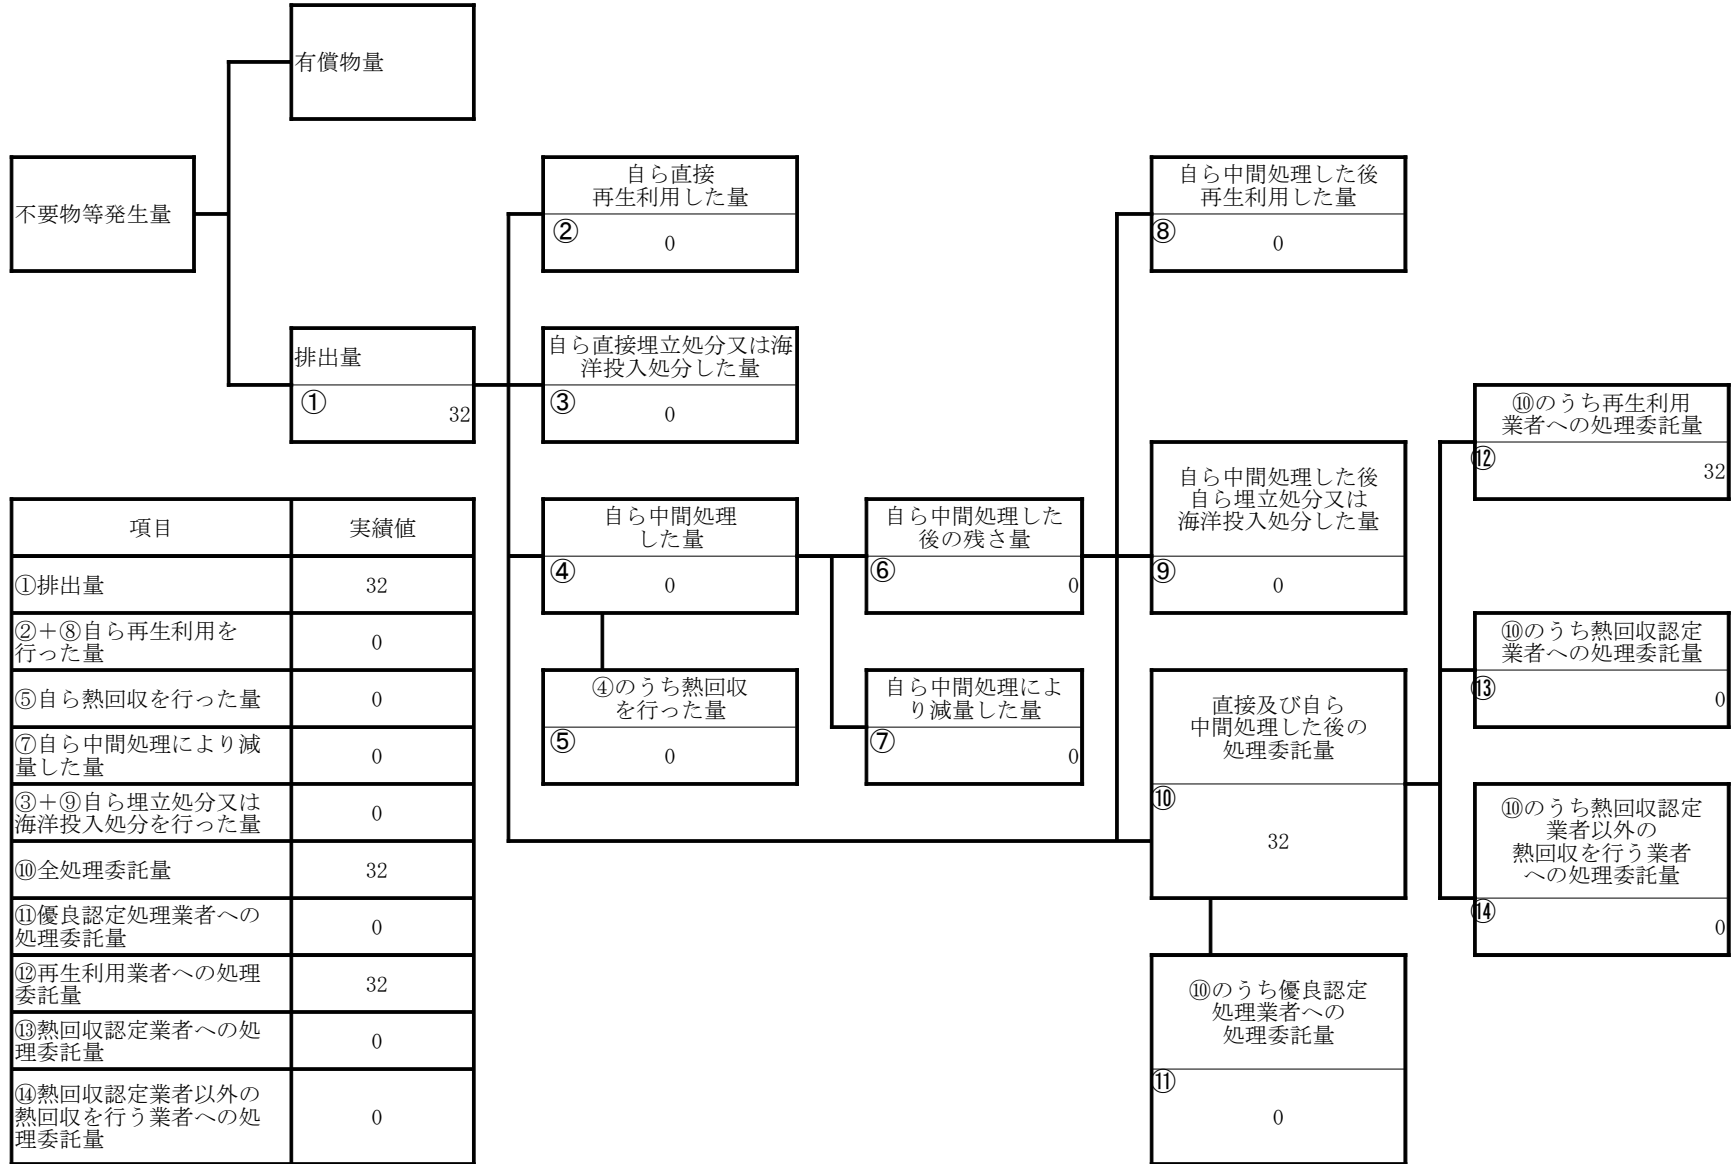 有償物量
不要物等発生量
排出量
①
32
自ら直接
再生利用した量
②
0
自ら直接埋立処分又は海
洋投入処分した量
③
0
自ら中間処理
した量
④
0
④のうち熱回収
を行った量
⑤
0
自ら中間処理した
後の残さ量
⑥
0
自ら中間処理によ
り減量した量
⑦
0
自ら中間処理した後
再生利用した量
⑧
0
自ら中間処理した後
自ら埋立処分又は
海洋投入処分した量
⑨
0
直接及び自ら
中間処理した後の
処理委託量
⑩
32
⑩のうち優良認定
処理業者への
処理委託量
⑪
0
⑩のうち再生利用
業者への処理委託量
⑫
32
⑩のうち熱回収認定
業者への処理委託量
⑬
0
⑩のうち熱回収認定
業者以外の
熱回収を行う業者
への処理委託量
⑭
0
項目 実績値
①排出量 32
②＋⑧自ら再生利用を
行った量 0
⑤自ら熱回収を行った量 0
⑦自ら中間処理により減
量した量 0
③＋⑨自ら埋立処分又は
海洋投入処分を行った量 0
⑩全処理委託量 32
⑪優良認定処理業者への
処理委託量 0
⑫再生利用業者への処理
委託量 32
⑬熱回収認定業者への処
理委託量 0
⑭熱回収認定業者以外の
熱回収を行う業者への処
理委託量 0